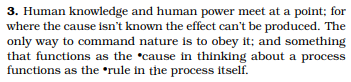 3. Human knowledge and human power meet at a point; for
where the cause isn't known the effect can't be produced. The
only way to command nature is to obey it; and something
that functions as the •cause in thinking about a process
functions as the •rule in the process itself.